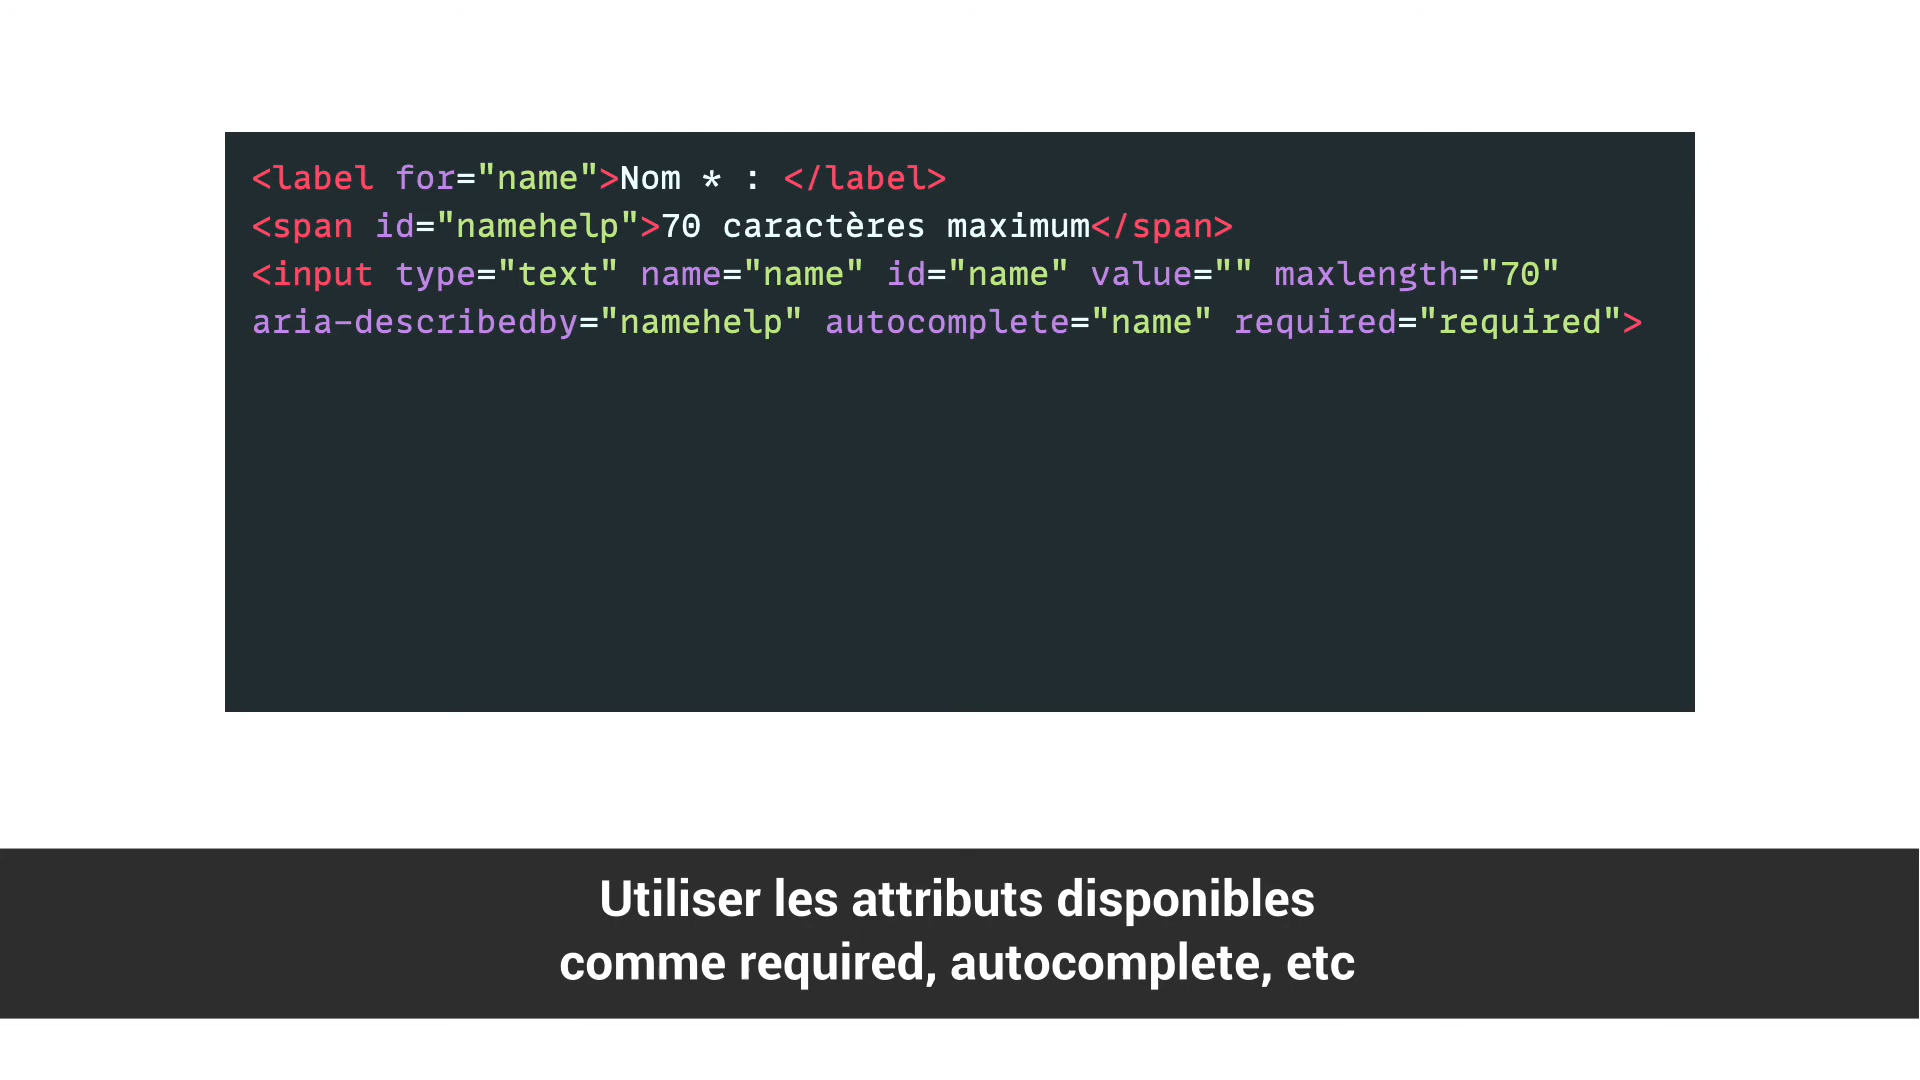 <label for="name">Nom * : </label>
<span id="namehelp">70 caractères maximum</span>
<input type="text" name="name" id="name" value="" maxlength="70"
aria-describedby="namehelp" autocomplete="name" required="required">
Utiliser les attributs disponibles
comme required, autocomplete, etc